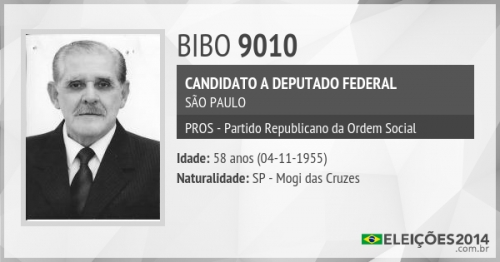 BIBO 9010
CANDIDATO A DEPUTADO FEDERAL
SÃO PAULO
PROS - Partido Republicano da Ordem Social
Idade: 58 anos (04-11-1955)
Naturalidade: SP - Mogi das Cruzes
ELEIÇÕES2014
.com.br